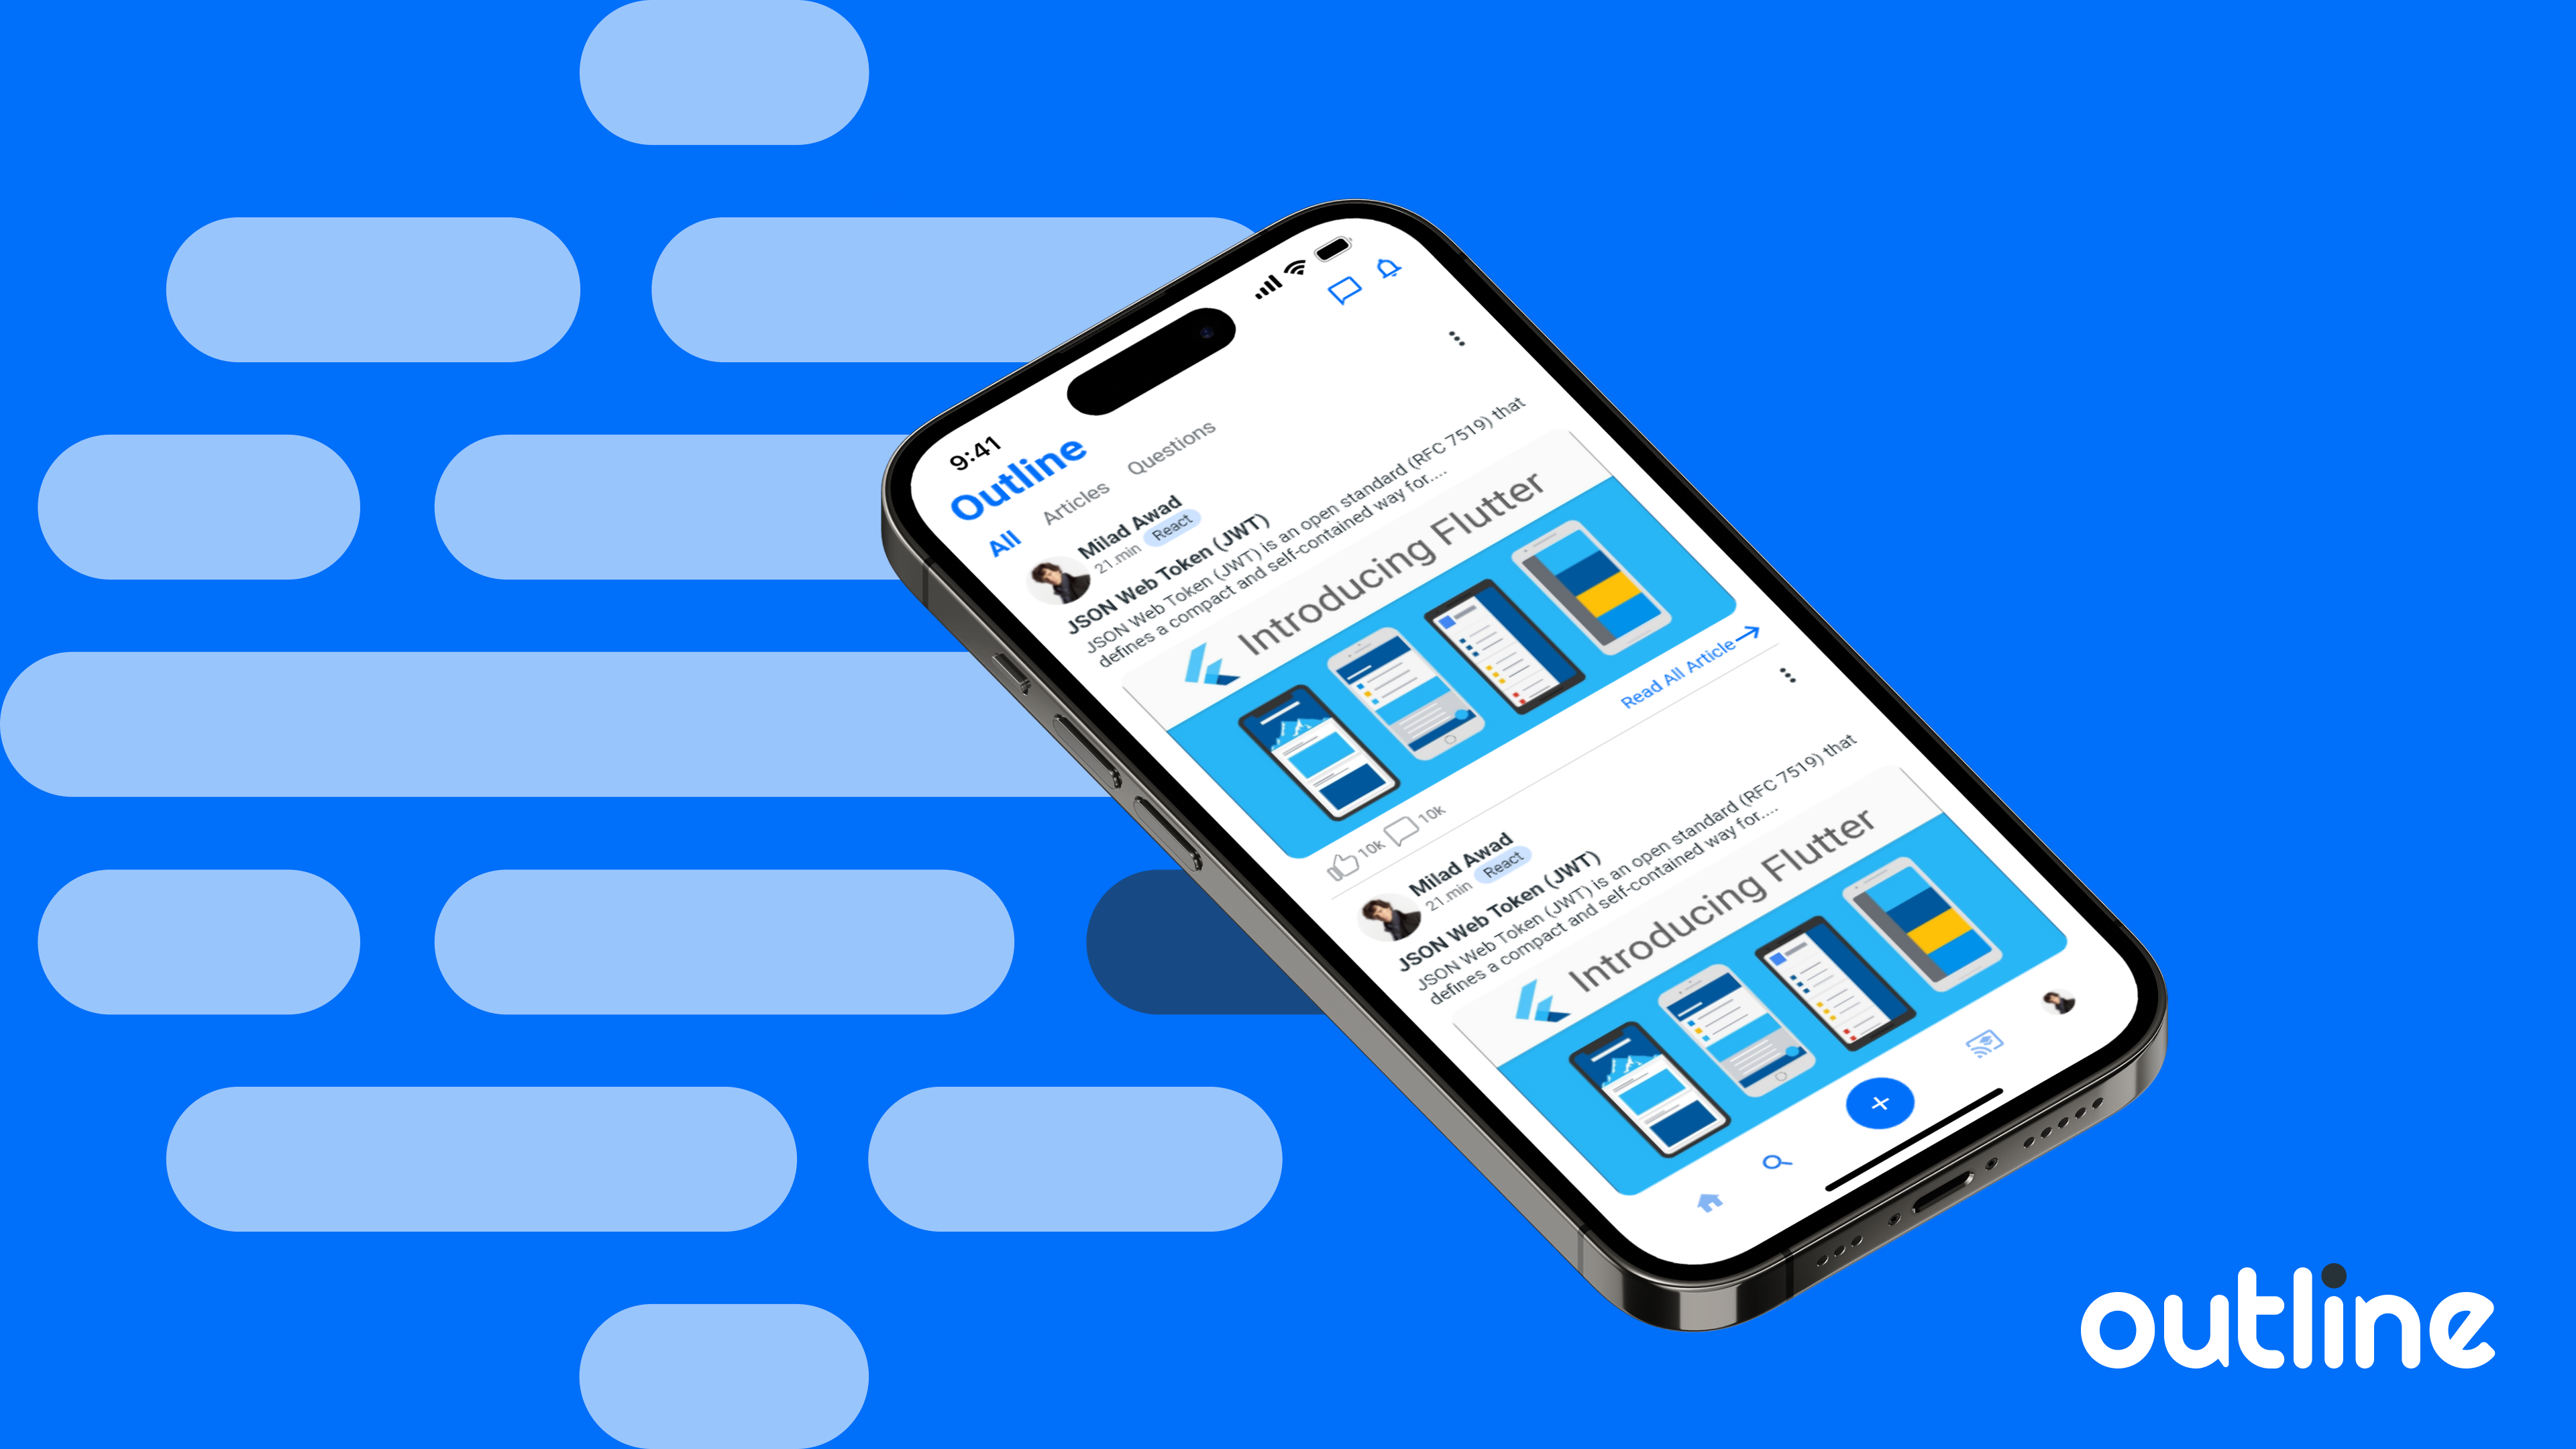 9:41
Outline
All Articles Questions
Milad Awad
21.min React
JSON Web Token (JWT)
JSON Web Token (JWT) is an open standard (RFC 7519) that
defines a compact and self-contained way for....
Introducing Flutter
10k 10k Read All Article
Milad Awad
21.min React
JSON Web Token (JWT)
JSON Web Token (JWT) is an open standard (RFC 7519) that
defines a compact and self-contained way for....
Introducing Flutter
outline